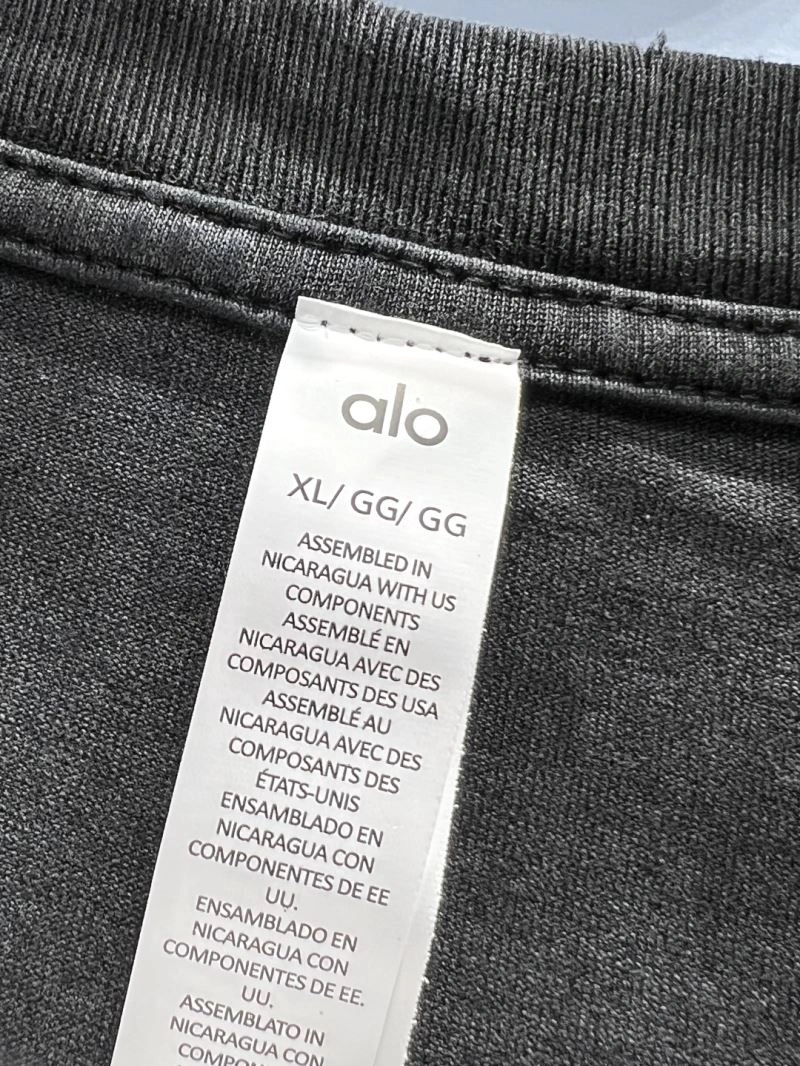 alo
XL/ GG/ GG
ASSEMBLED IN
NICARAGUA WITH US
COMPONENTS
ASSEMBLÉ EN
NICARAGUA AVEC DES
COMPOSANTS DES USA
ASSEMBLÉ AU
NICARAGUA AVEC DES
COMPOSANTS DES
ÉTATS-UNIS
ENSAMBLADO EN
NICARAGUA CON
COMPONENTES DE EE
UU.
ENSAMBLADO EN
NICARAGUA CON
COMPONENTES DE EE.
UU.
ASSEMBLATO IN
NICARAGUA CON